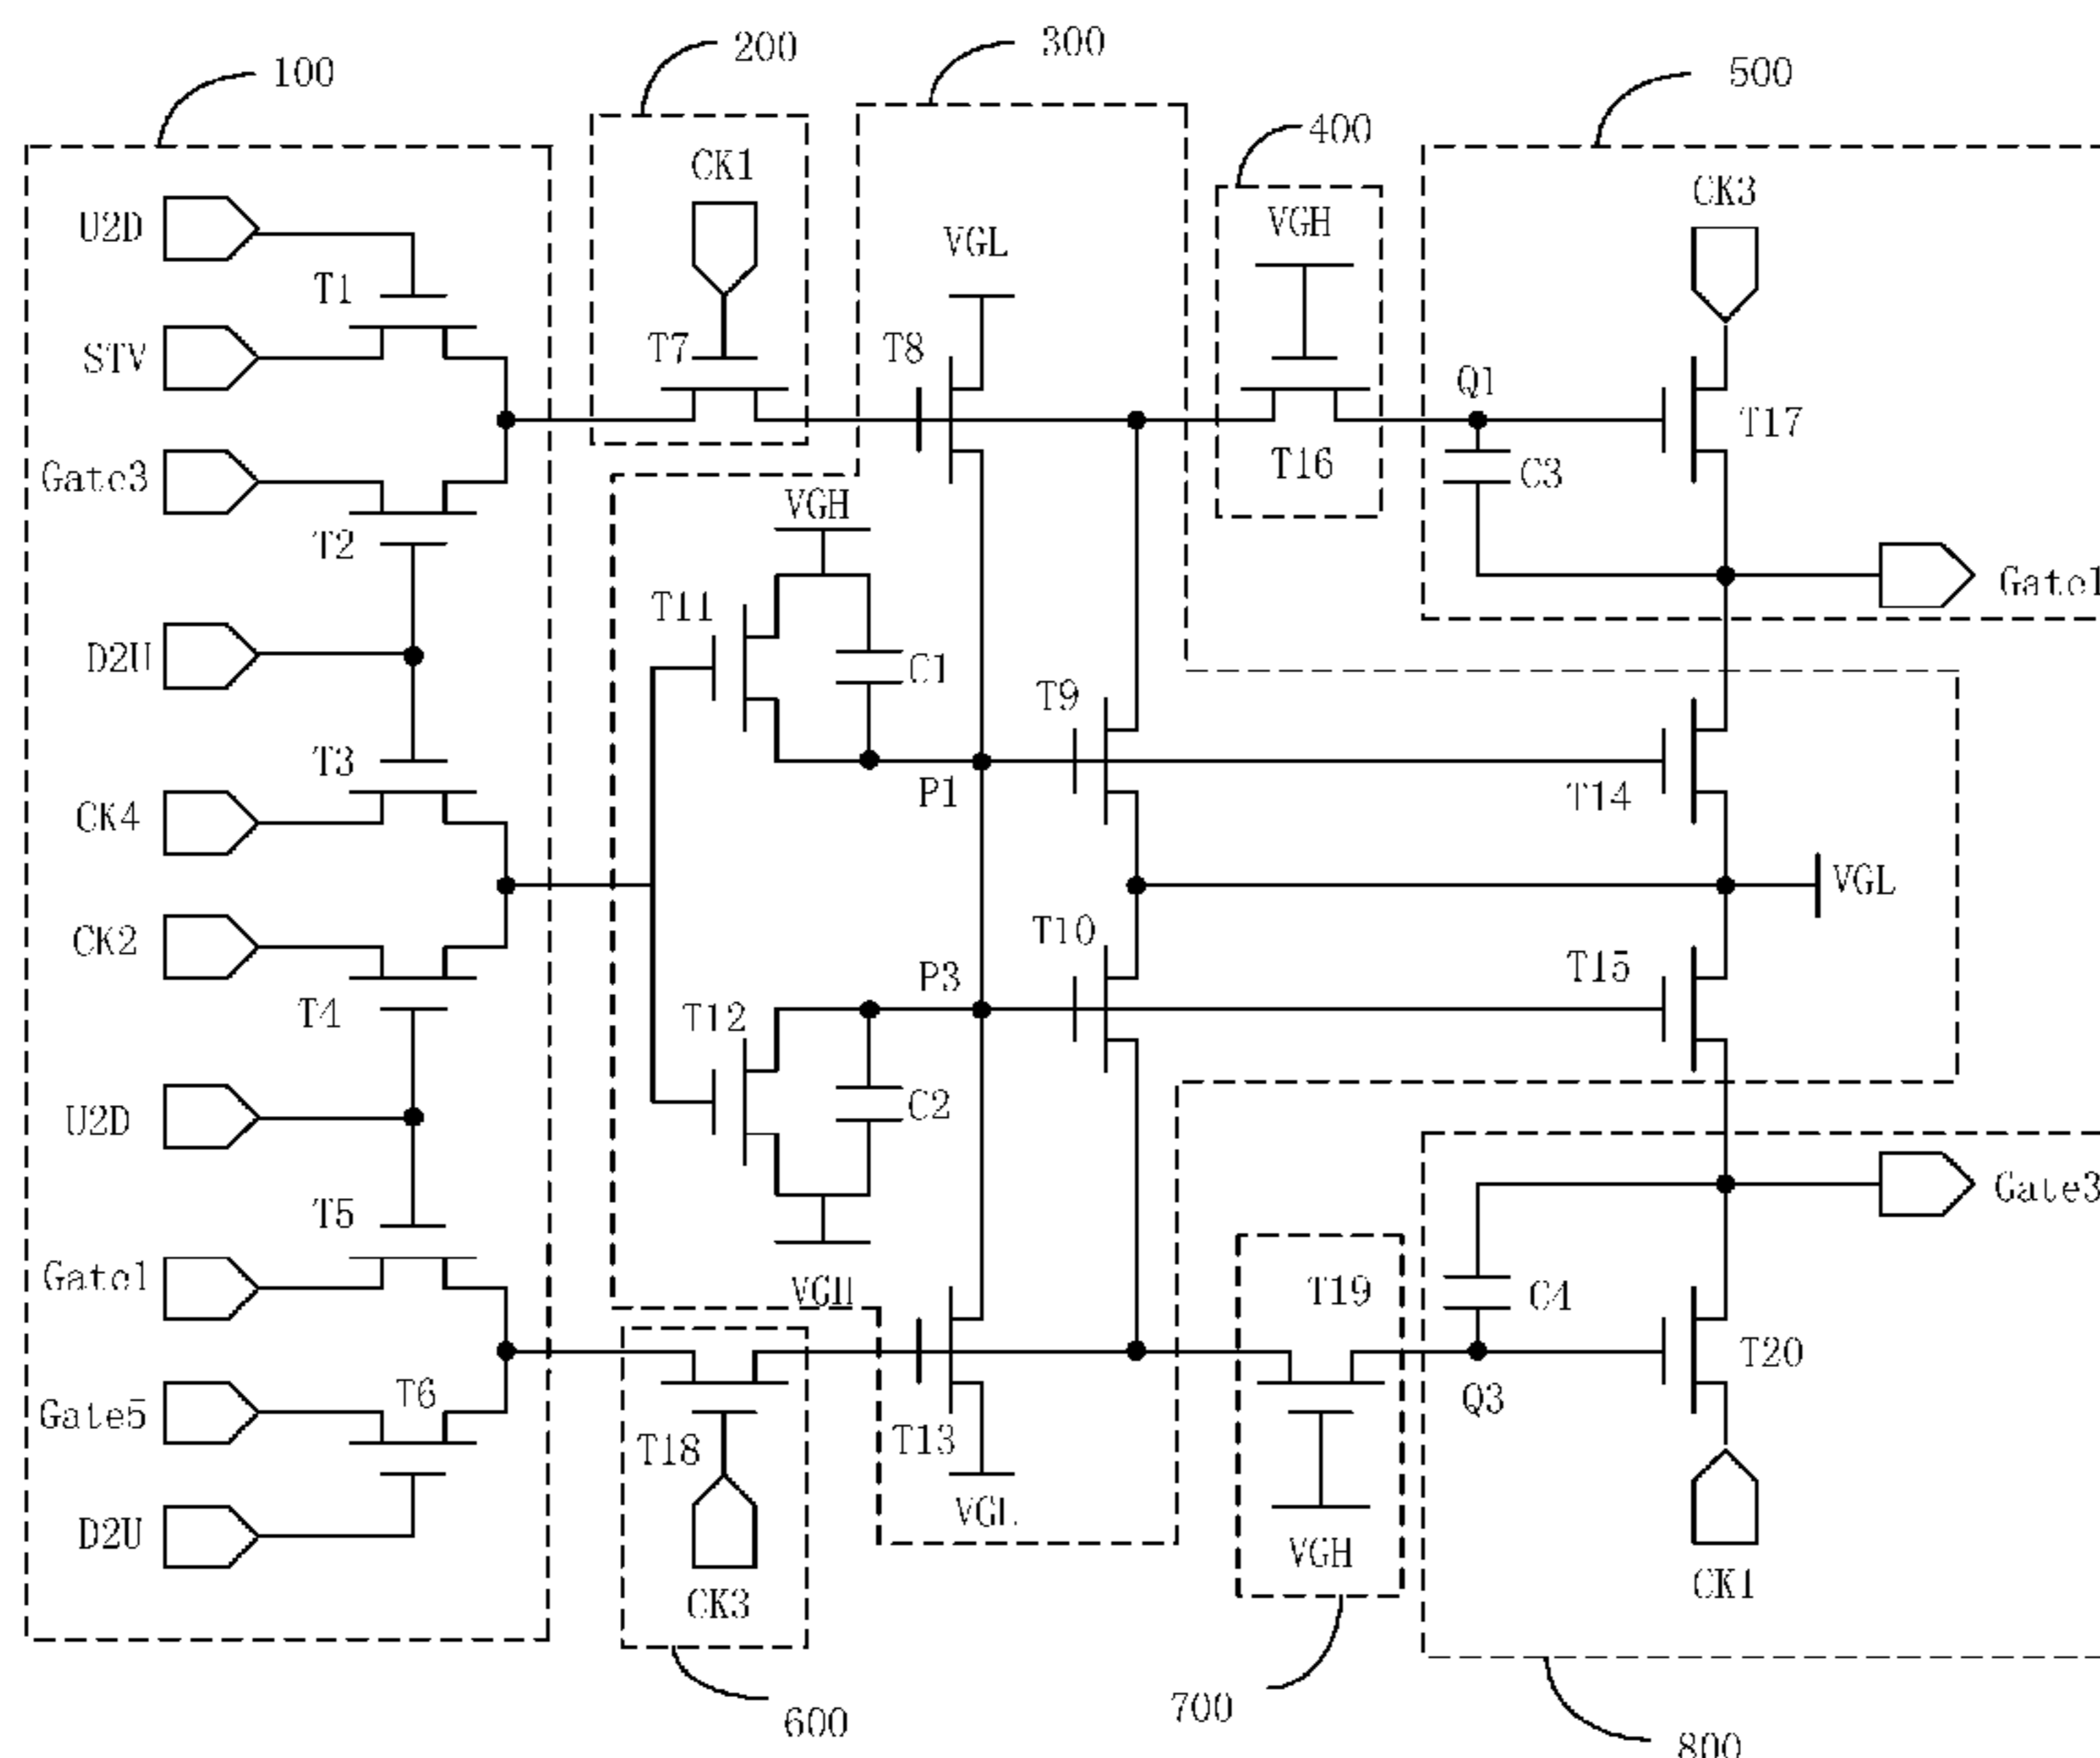 100
200
300
400
500
U2D
T1
STV
Gate3
T2
D2U
T3
CK4
CK2
T4
U2D
T5
Gate1
Gate5
T6
D2U
CK1
T7
T8
VGL
VGH
T16
Q1
C3
CK3
T17
Gate1
VGH
T11
C1
P1
T9
T14
VGL
T10
P3
T15
T12
C2
VGH
T18
CK3
T13
VGL
T19
VGH
C4
Q3
T20
CK1
Gate3
600
700
800